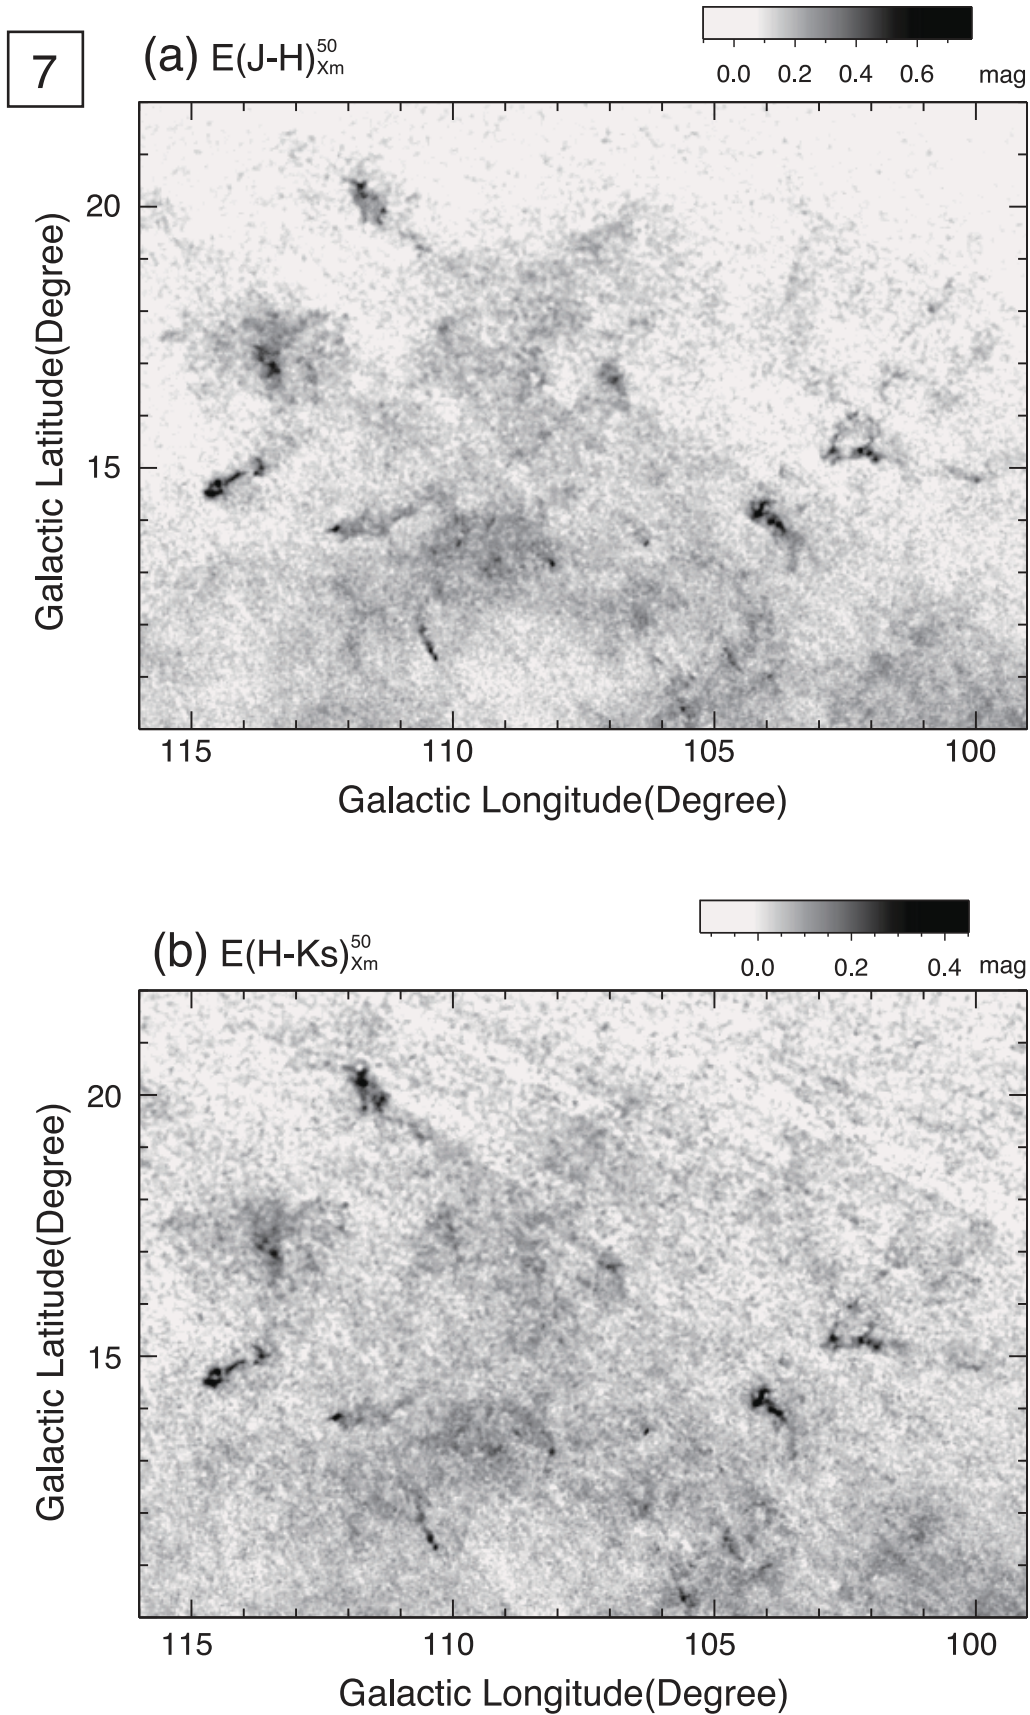 7
(a) E(J-H)50Xm
0.0 0.2 0.4 0.6 mag
20
15
Galactic Latitude(Degree)
115 110 105 100
Galactic Longitude(Degree)
(b) E(H-Ks)50Xm
0.0 0.2 0.4 mag
20
15
Galactic Latitude(Degree)
115 110 105 100
Galactic Longitude(Degree)